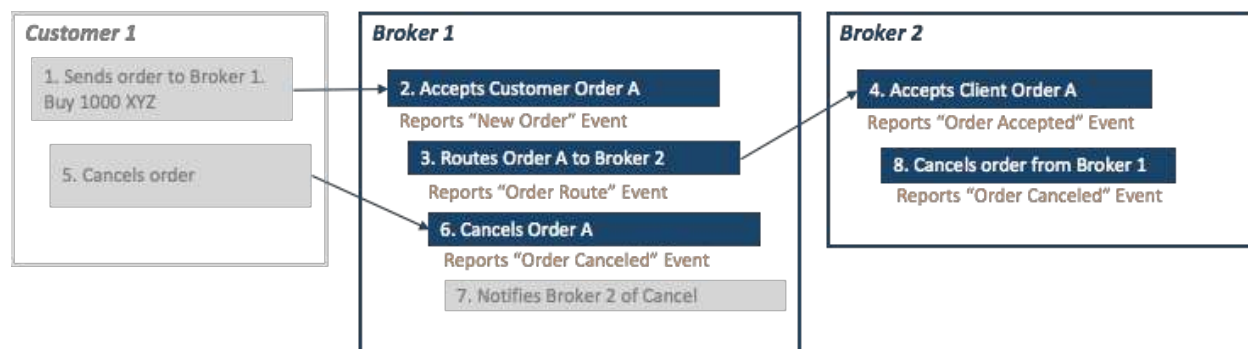 Customer 1
1. Sends order to Broker 1.
Buy 1000 XYZ
5. Cancels order
Broker 1
2. Accepts Customer Order A
Reports “New Order” Event
3. Routes Order A to Broker 2
Reports “Order Route” Event
6. Cancels Order A
Reports “Order Canceled” Event
7. Notifies Broker 2 of Cancel
Broker 2
4. Accepts Client Order A
Reports “Order Accepted” Event
8. Cancels order from Broker 1
Reports “Order Canceled” Event